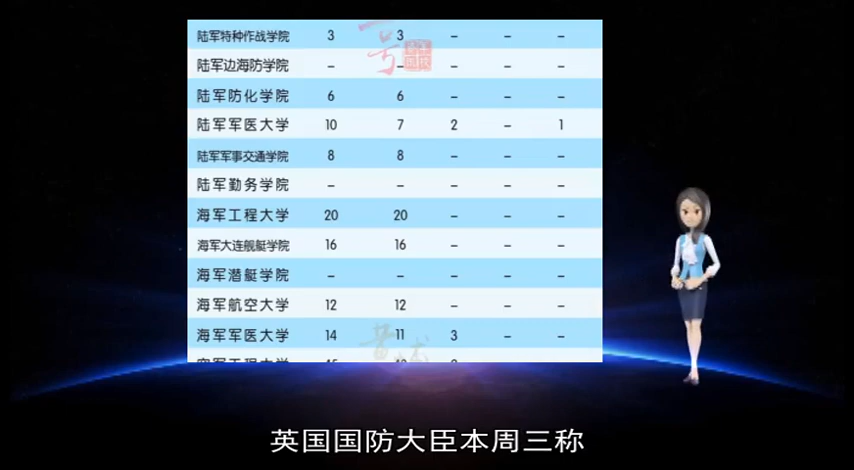 陆军特种作战学院 3 3 – – –
陆军边海防学院 – – – – –
陆军防化学院 6 6 – – –
陆军军医大学 10 7 2 – 1
陆军军事交通学院 8 8 – – –
陆军勤务学院 – – – – –
海军工程大学 20 20 – – –
海军大连舰艇学院 16 16 – – –
海军潜艇学院 – – – – –
海军航空大学 12 12 – – –
海军军医大学 14 11 3 – –
英国国防大臣本周三称